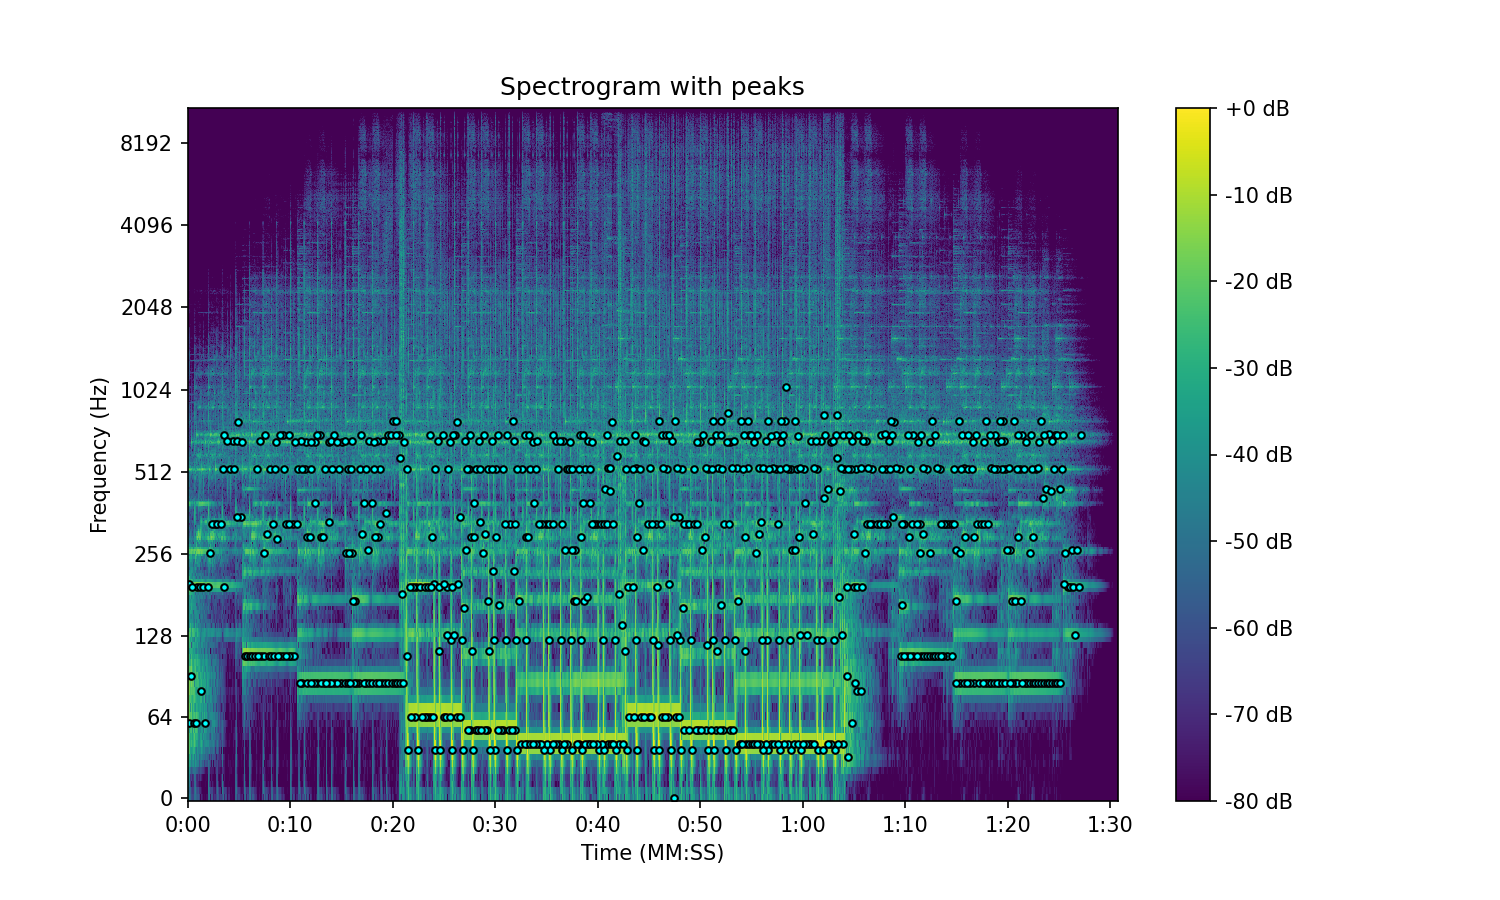 Spectrogram with peaks
+0 dB
8192
-10 dB
4096
-20 dB
2048
-30 dB
1024
-40 dB
512
-50 dB
256
-60 dB
128
-70 dB
64
0
-80 dB
Frequency (Hz)
0:00 0:10 0:20 0:30 0:40 0:50 1:00 1:10 1:20 1:30
Time (MM:SS)